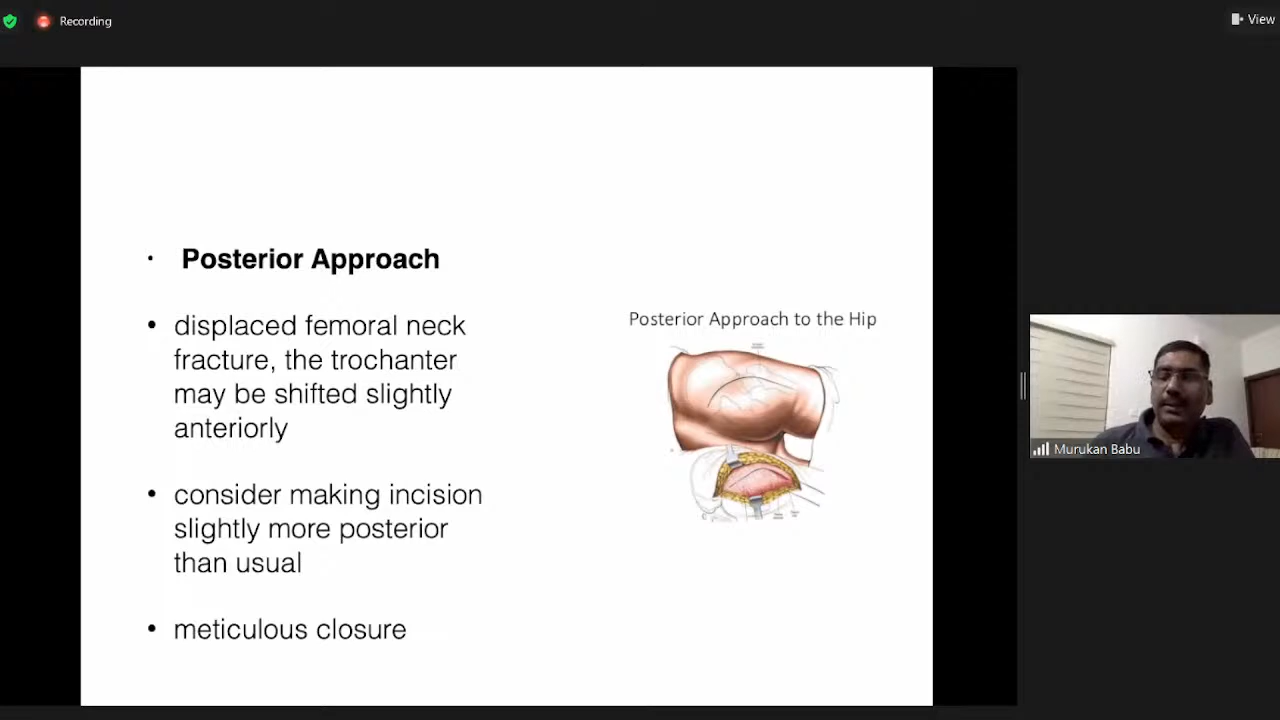 Recording
View
• Posterior Approach
• displaced femoral neck
fracture, the trochanter
may be shifted slightly
anteriorly
• consider making incision
slightly more posterior
than usual
• meticulous closure
Posterior Approach to the Hip
Murukan Babu